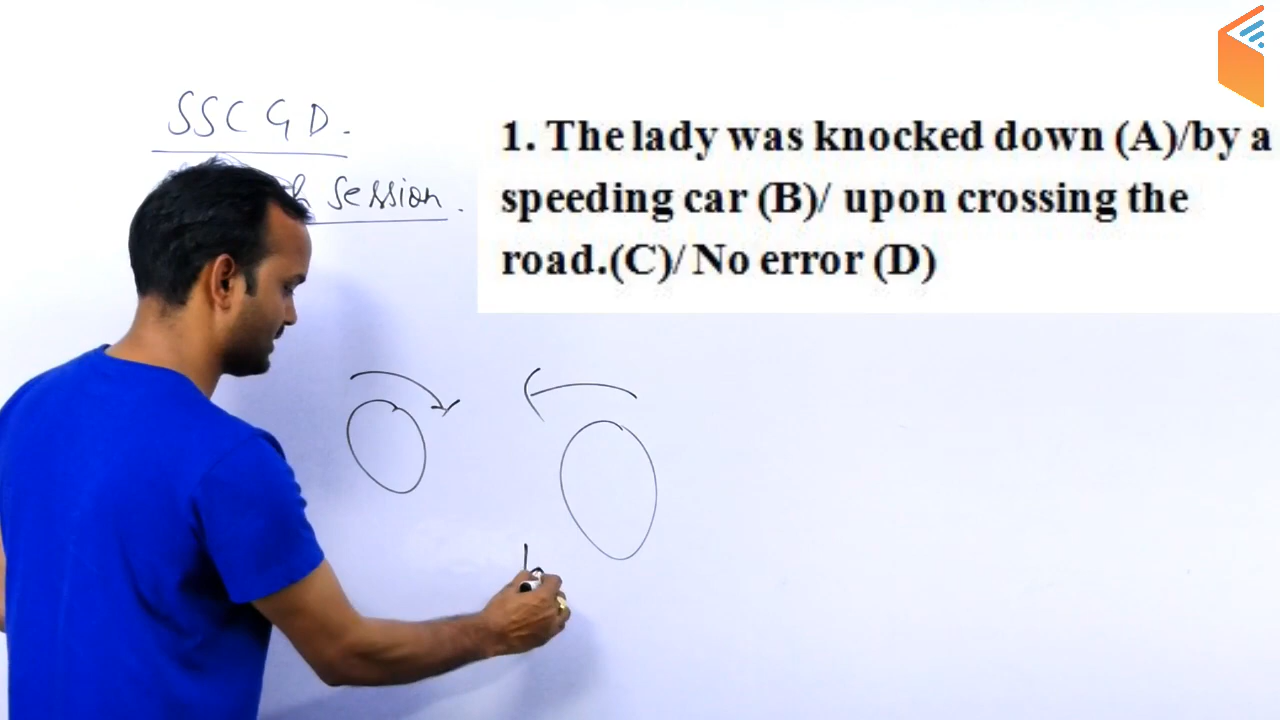 SSC GD.
Session.
1. The lady was knocked down (A)/by a
speeding car (B)/ upon crossing the
road.(C)/ No error (D)